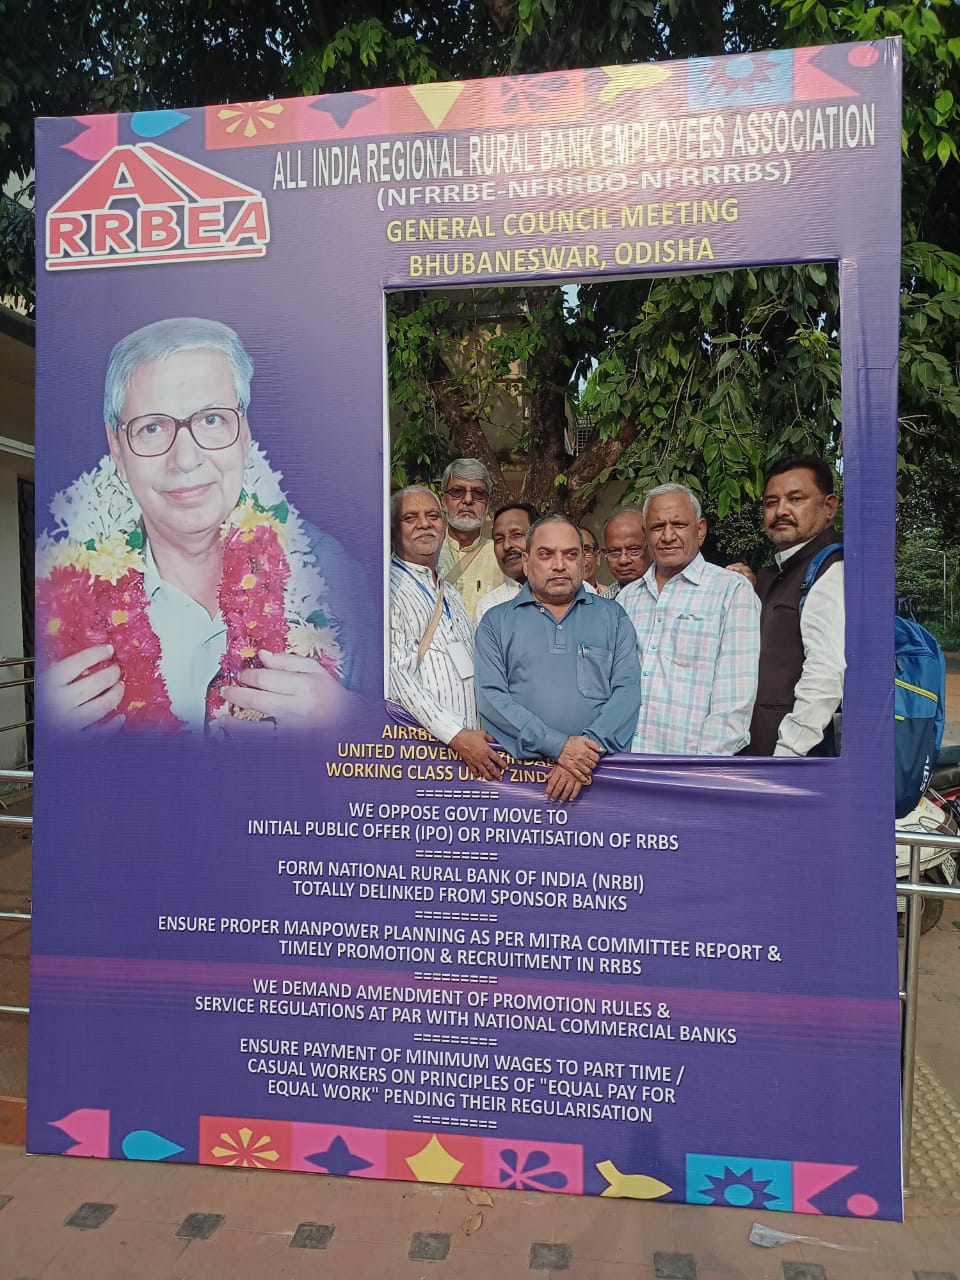 AI
RRBEA
ALL INDIA REGIONAL RURAL BANK EMPLOYEES ASSOCIATION
(NFRRBE-NFRRBO-NFRRRBS)
GENERAL COUNCIL MEETING
BHUBANESWAR, ODISHA
UNITED
WORKING CLASS
=========
WE OPPOSE GOVT MOVE TO
INITIAL PUBLIC OFFER (IPO) OR PRIVATISATION OF RRBS
=========
FORM NATIONAL RURAL BANK OF INDIA (NRBI)
TOTALLY DELINKED FROM SPONSOR BANKS
=========
ENSURE PROPER MANPOWER PLANNING AS PER MITRA COMMITTEE REPORT &
TIMELY PROMOTION & RECRUITMENT IN RRBS
=========
WE DEMAND AMENDMENT OF PROMOTION RULES &
SERVICE REGULATIONS AT PAR WITH NATIONAL COMMERCIAL BANKS
=========
ENSURE PAYMENT OF MINIMUM WAGES TO PART TIME /
CASUAL WORKERS ON PRINCIPLES OF "EQUAL PAY FOR
EQUAL WORK" PENDING THEIR REGULARISATION
=========